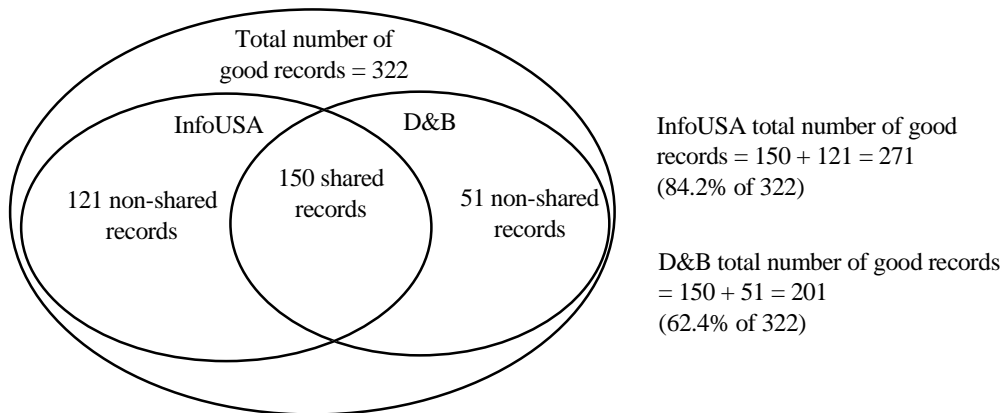 Total number of
good records = 322
InfoUSA
D&B
121 non-shared
records
150 shared
records
51 non-shared
records
InfoUSA total number of good
records = 150 + 121 = 271
(84.2% of 322)
D&B total number of good records
= 150 + 51 = 201
(62.4% of 322)